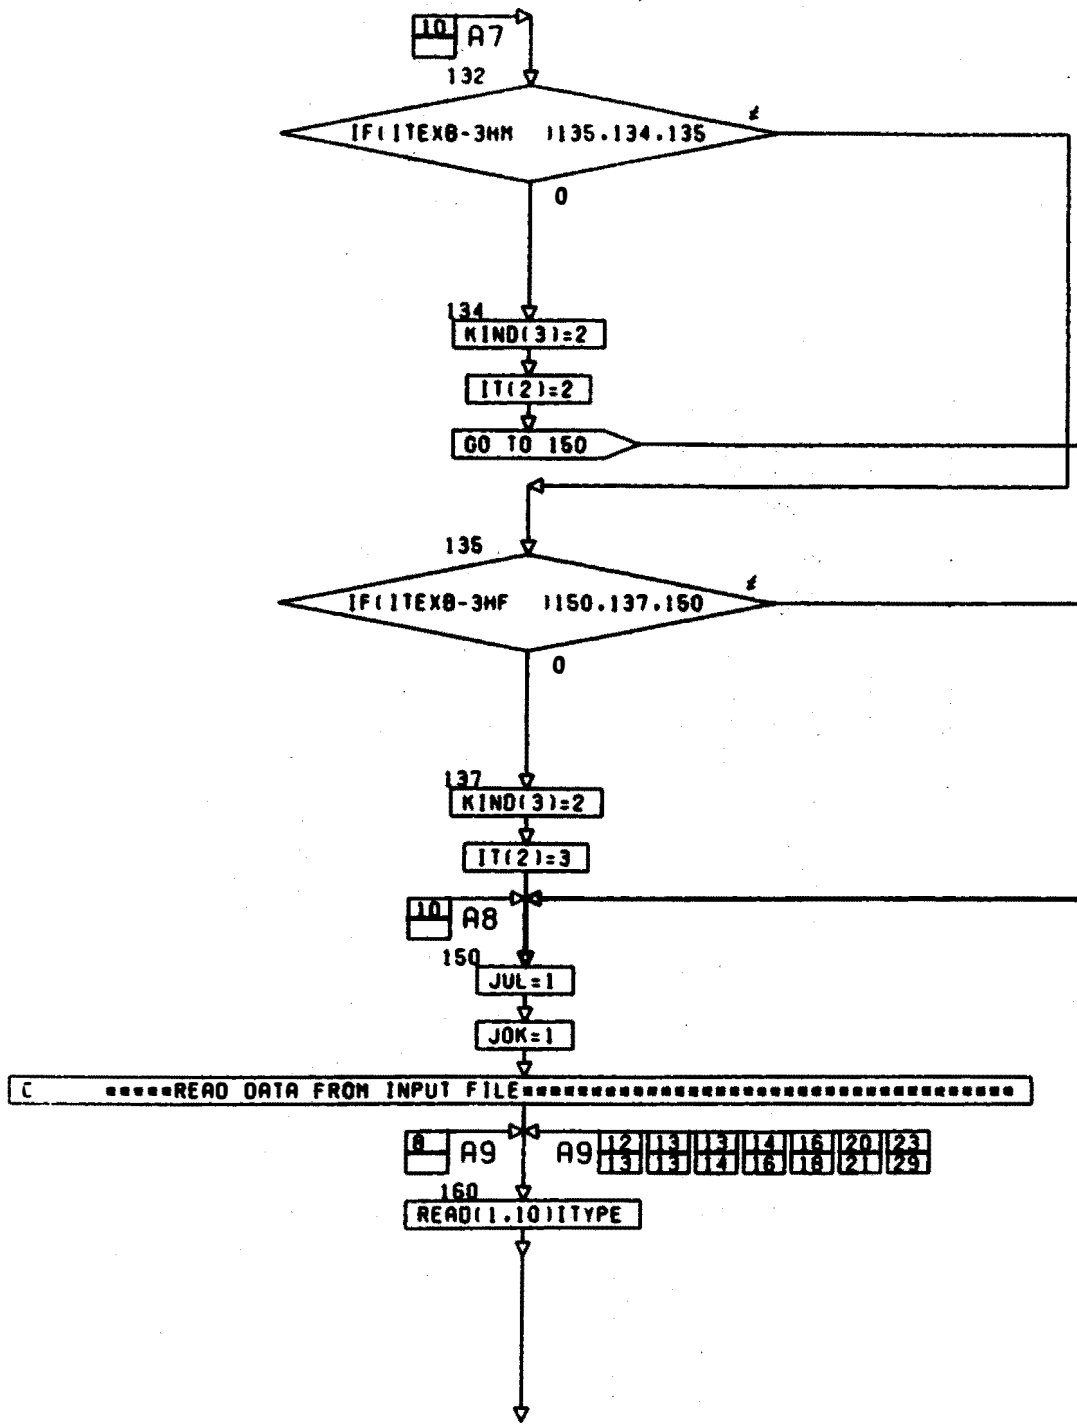 10 A7
132
≠
IF(ITEXB-3HM )135.134.135
0
134
KIND(3)=2
IT(2)=2
GO TO 150
135
≠
IF(ITEXB-3HF )150.137.150
0
137
KIND(3)=2
IT(2)=3
10 A8
150
JUL=1
JOK=1
C *****READ DATA FROM INPUT FILE************************************
8 A9 A9 12 13 13 14 16 20 23
13 13 14 16 18 21 29
160
READ(1.10)ITYPE